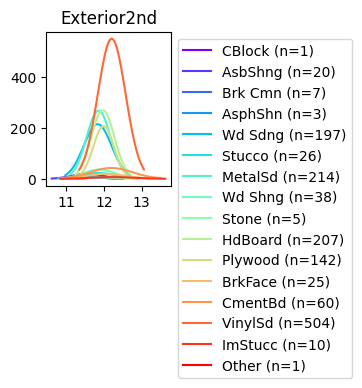 Exterior2nd
400
200
0
11
12
13
CBlock (n=1)
AsbShng (n=20)
Brk Cmn (n=7)
AsphShn (n=3)
Wd Sdng (n=197)
Stucco (n=26)
MetalSd (n=214)
Wd Shng (n=38)
Stone (n=5)
HdBoard (n=207)
Plywood (n=142)
BrkFace (n=25)
CmentBd (n=60)
VinylSd (n=504)
ImStucc (n=10)
Other (n=1)